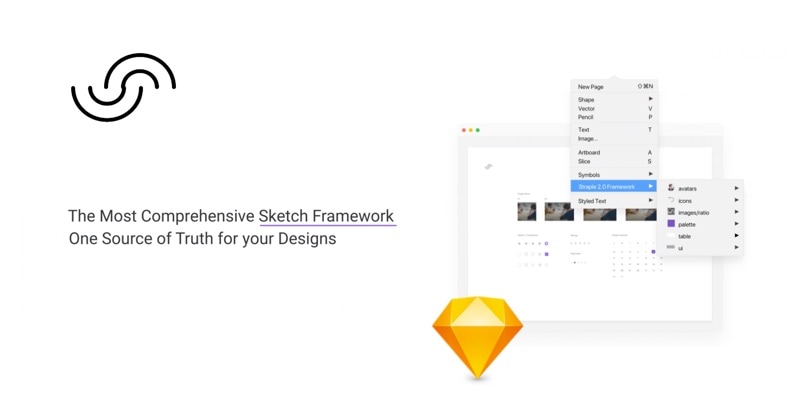 The Most Comprehensive Sketch Framework
One Source of Truth for your Designs
New Page ⇧⌘N
Shape ▶
Vector V
Pencil P
Text T
Image...
Artboard A
Slice S
Symbols ▶
Straple 2.0 Framework ▶
Styled Text ▶
avatars ▶
icons ▶
images/ratio ▶
palette ▶
table ▶
ui ▶